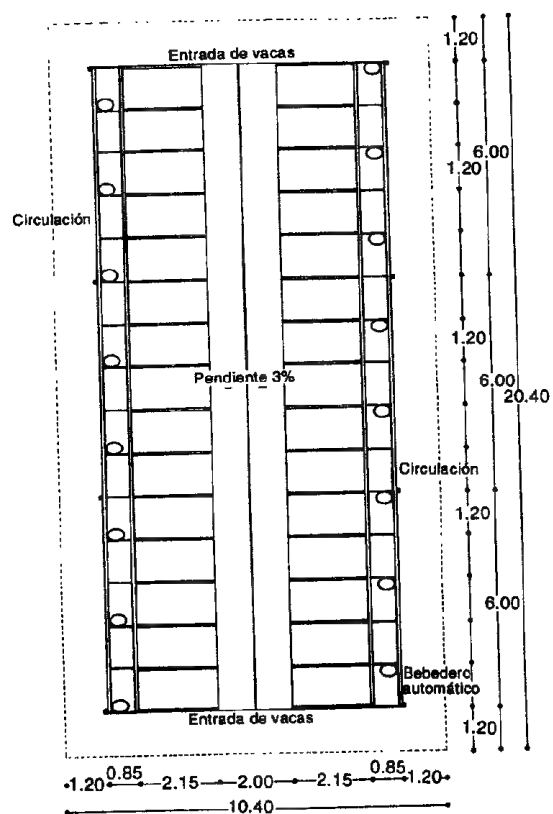 Entrada de vacas
1.20
6.00
1.20
Circulación
1.20
Pendiente 3%
6.00
20.40
Circulación
1.20
6.00
Bebedero
automático
Entrada de vacas
1.20
0.85 0.85
1.20 2.15 2.00 2.15 1.20
10.40